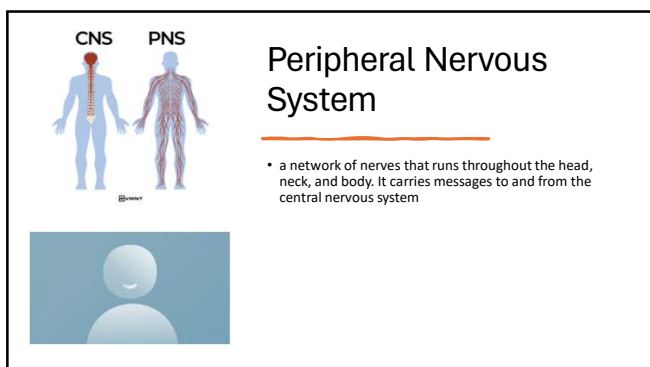 CNS PNS
VMNT
Peripheral Nervous
System
• a network of nerves that runs throughout the head,
neck, and body. It carries messages to and from the
central nervous system